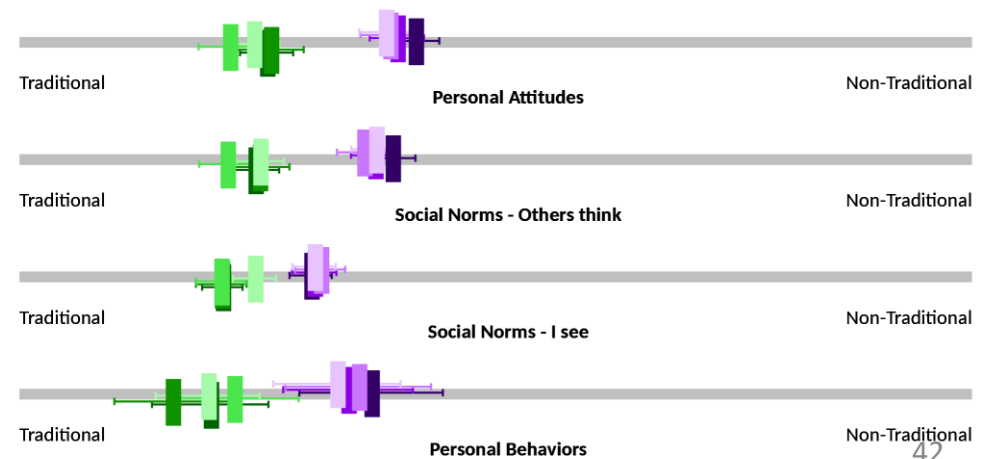 Traditional
Non-Traditional
Personal Attitudes
Traditional
Non-Traditional
Social Norms - Others think
Traditional
Non-Traditional
Social Norms - I see
Traditional
Non-Traditional
Personal Behaviors
42